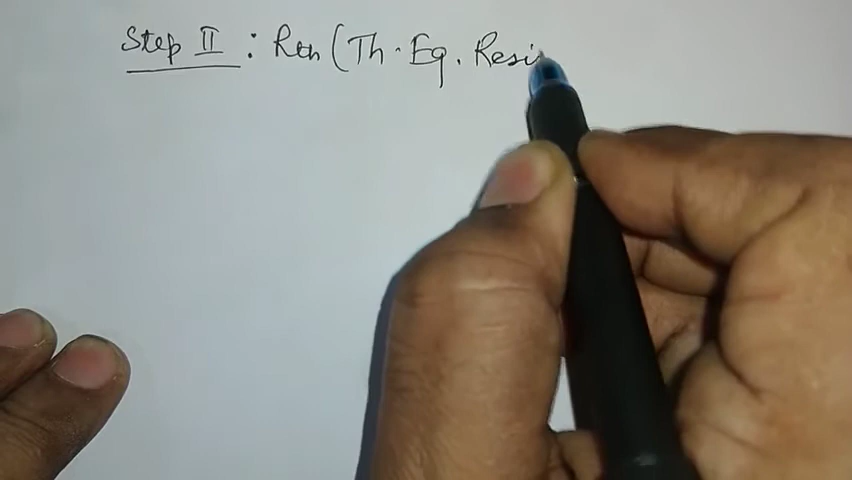 Step II : Rth (Th. Eq. Resi